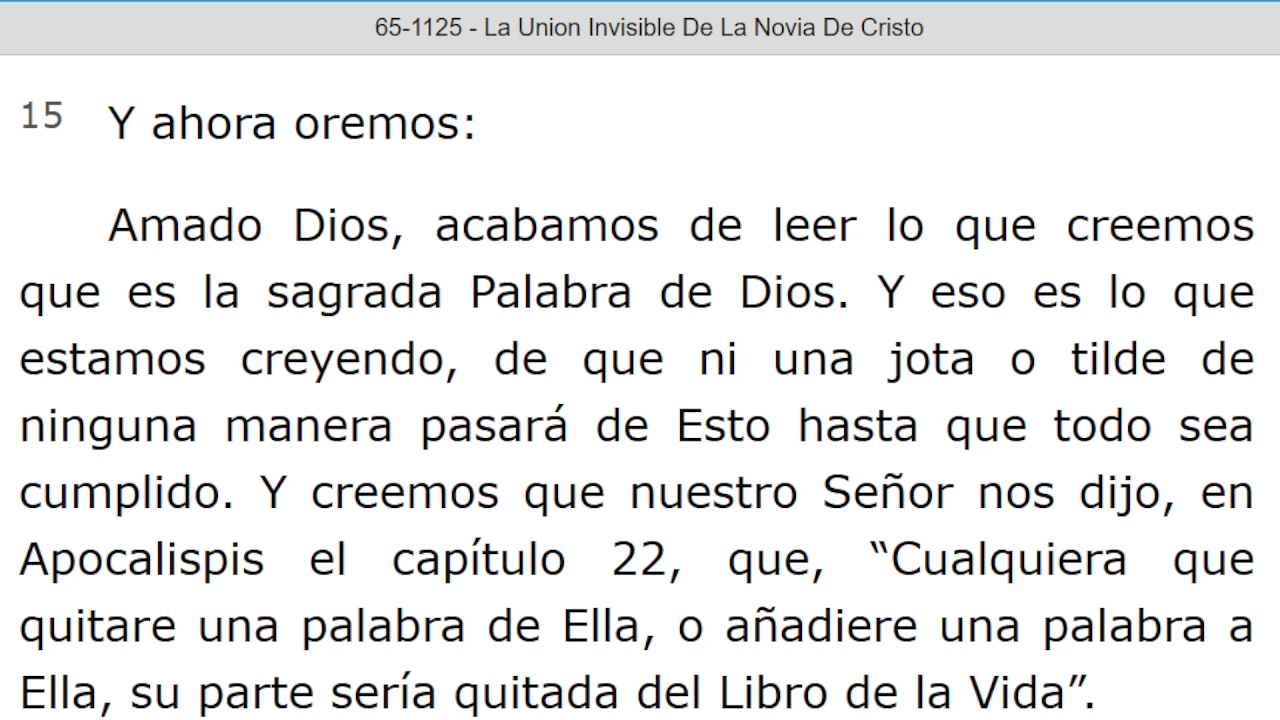 65-1125 - La Union Invisible De La Novia De Cristo
15 Y ahora oremos:
Amado Dios, acabamos de leer lo que creemos
que es la sagrada Palabra de Dios. Y eso es lo que
estamos creyendo, de que ni una jota o tilde de
ninguna manera pasará de Esto hasta que todo sea
cumplido. Y creemos que nuestro Señor nos dijo, en
Apocalispis el capítulo 22, que, “Cualquiera que
quitare una palabra de Ella, o añadiere una palabra a
Ella, su parte sería quitada del Libro de la Vida”.